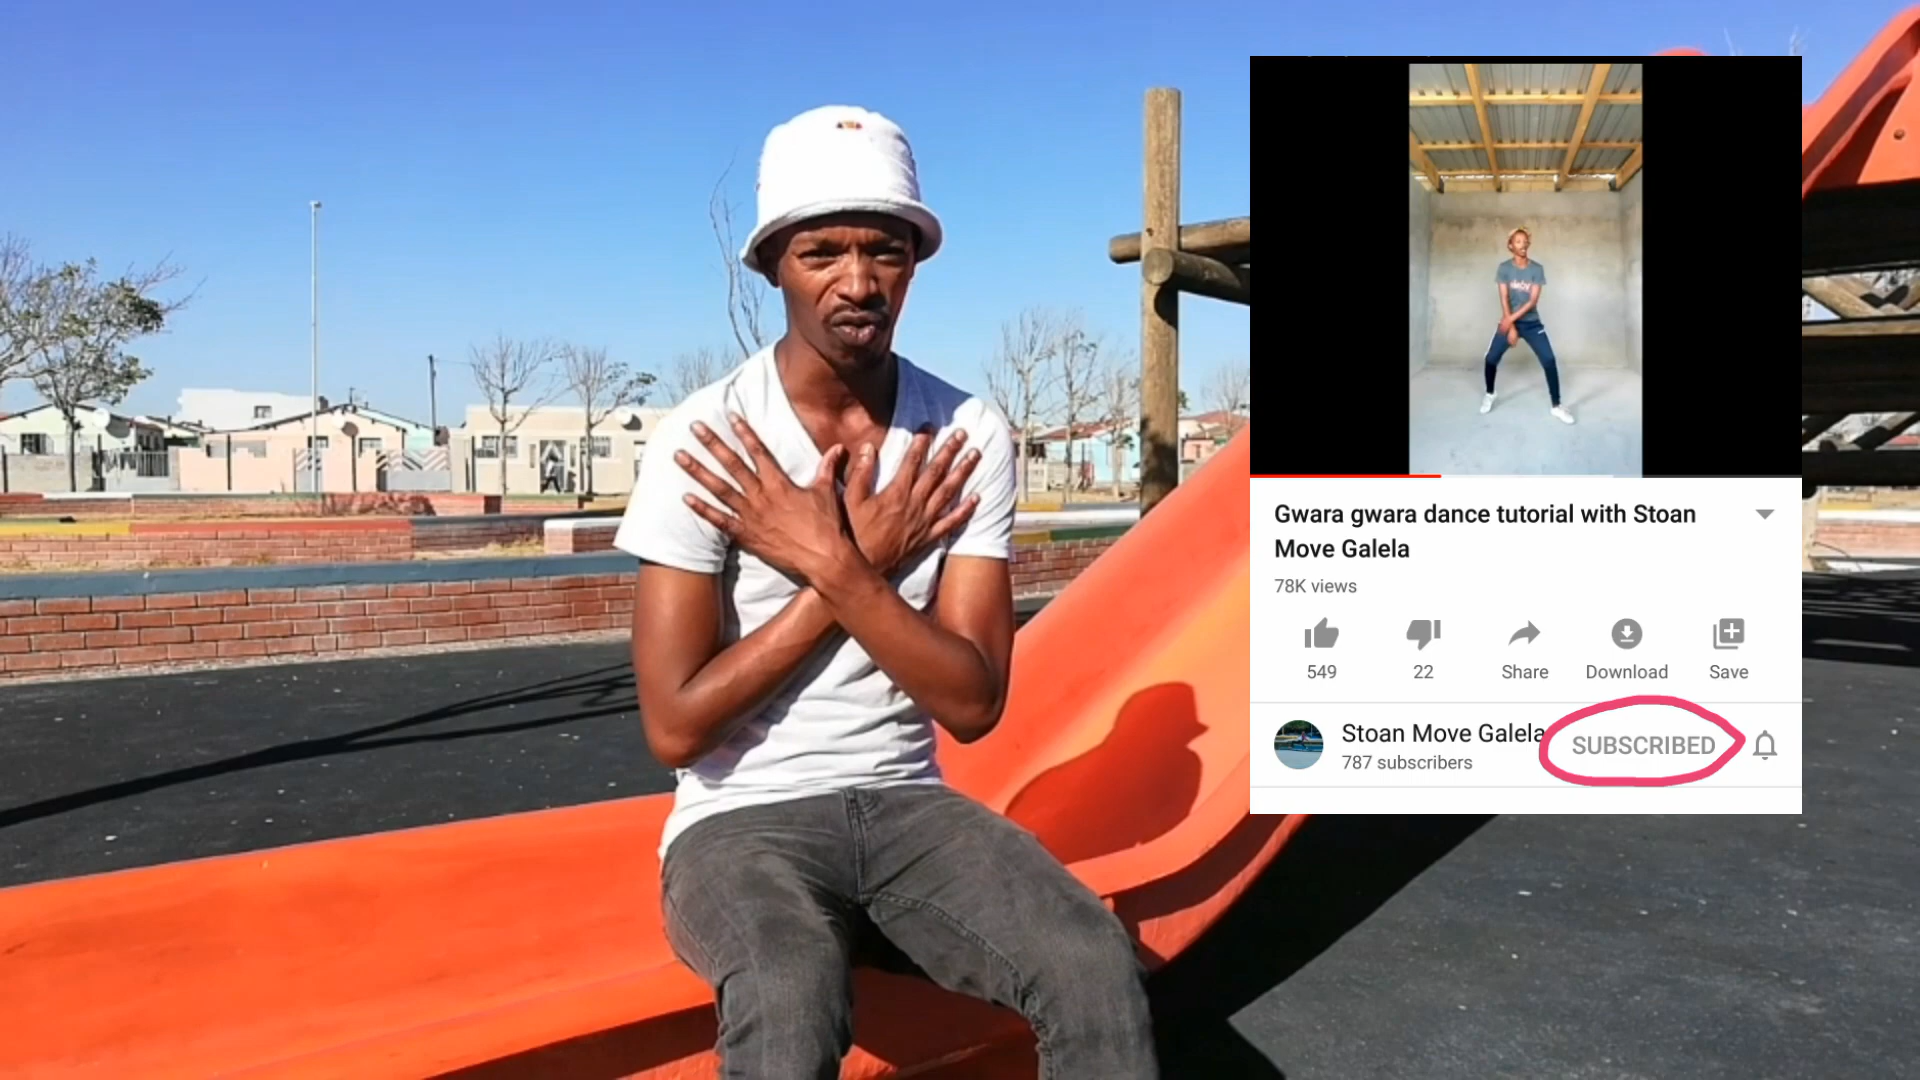 Gwara gwara dance tutorial with Stoan
Move Galela
78K views
549
22
Share
Download
Save
Stoan Move Galela
787 subscribers
SUBSCRIBED